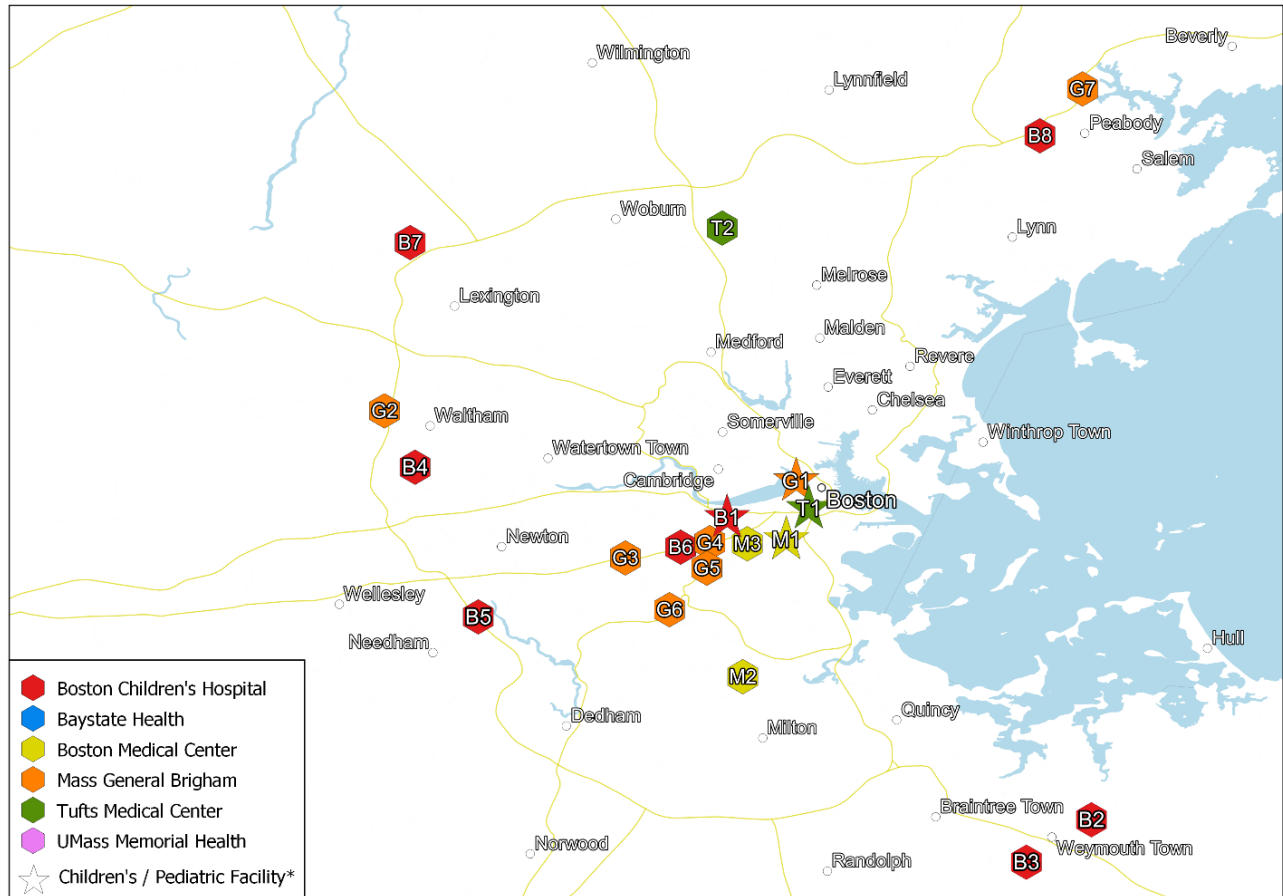 Beverly
Wilmington
Lynnfield
G7
Peabody
B8
Salem
Woburn
T2
Lynn
B7
Melrose
Lexington
Malden
Medford
Revere
Everett
Chelsea
G2
Waltham
Somerville
Winthrop Town
Watertown Town
B4
Cambridge
G1
Boston
T1
B1
M1
G4
M3
B6
Newton
G3
G5
Wellesley
G6
B5
Needham
Hull
M2
Dedham
Milton
Quincy
Braintree Town
B2
Weymouth Town
Norwood
Randolph
B3
Boston Children's Hospital
Baystate Health
Boston Medical Center
Mass General Brigham
Tufts Medical Center
UMass Memorial Health
Children's / Pediatric Facility*